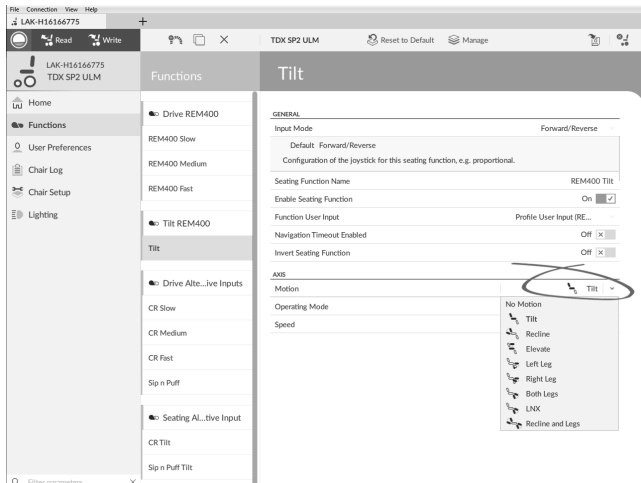 File Connection View Help
LAK-H16166775 +
Read Write TDX SP2 ULM Reset to Default Manage
LAK-H16166775
TDX SP2 ULM
Functions
Tilt
Home
Functions
User Preferences
Chair Log
Chair Setup
Lighting
Filter parameters
Drive REM400
REM400 Slow
REM400 Medium
REM400 Fast
Tilt REM400
Tilt
Drive Alte...ive Inputs
CR Slow
CR Medium
CR Fast
Sip n Puff
Seating Al...tive Input
CR Tilt
Sip n Puff Tilt
GENERAL
Input Mode Forward/Reverse
Default Forward/Reverse
Configuration of the joystick for this seating function, e.g. proportional.
Seating Function Name REM400 Tilt
Enable Seating Function On
Function User Input Profile User Input (RE...
Navigation Timeout Enabled Off
Invert Seating Function Off
AXIS
Motion Tilt
Operating Mode
Speed
No Motion
Tilt
Recline
Elevate
Left Leg
Right Leg
Both Legs
LNX
Recline and Legs